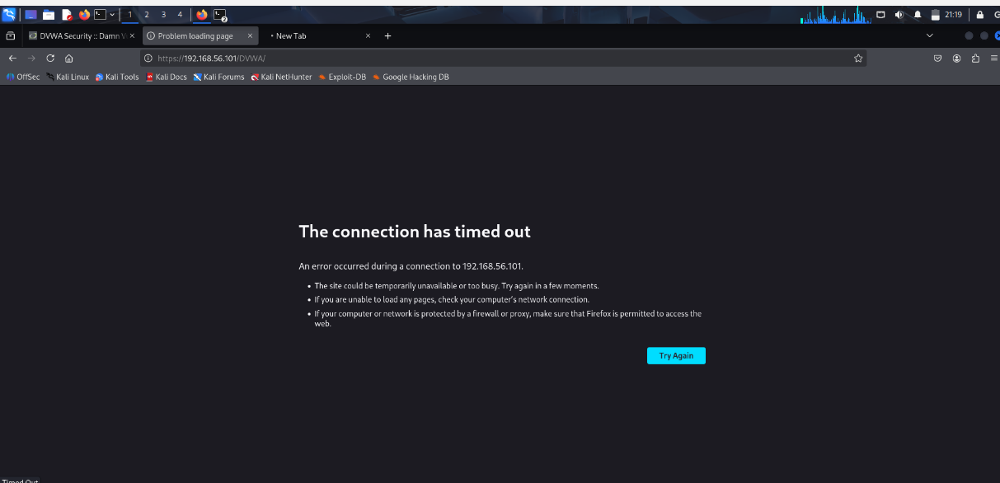 1 2 3 4 2 21:19
DVWA Security :: Damn Vu Problem loading page New Tab
https://192.168.56.101/DVWA/
OffSec Kali Linux Kali Tools Kali Docs Kali Forums Kali NetHunter Exploit-DB Google Hacking DB
The connection has timed out
An error occurred during a connection to 192.168.56.101.
The site could be temporarily unavailable or too busy. Try again in a few moments.
If you are unable to load any pages, check your computer's network connection.
If your computer or network is protected by a firewall or proxy, make sure that Firefox is permitted to access the
web.
Try Again
Timed Out